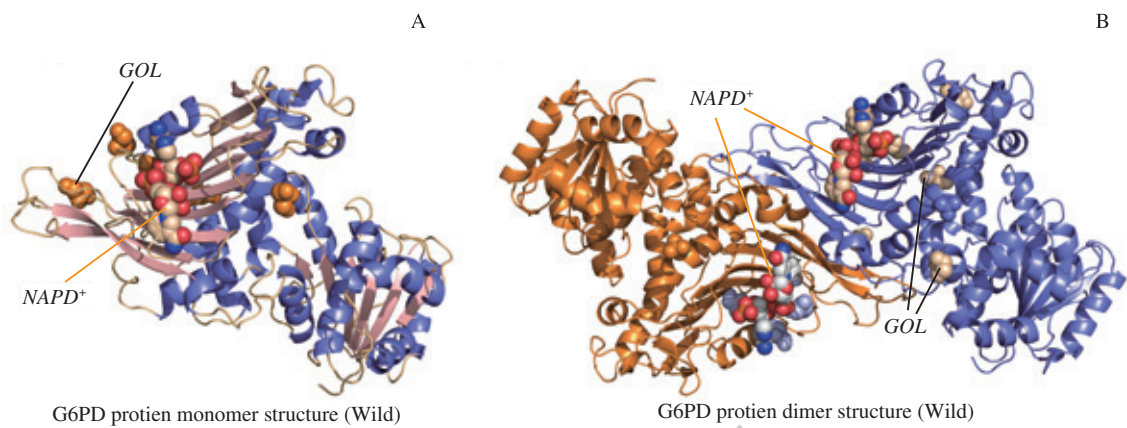 A
GOL
NAPD+
G6PD protien monomer structure (Wild)
B
NAPD+
GOL
G6PD protien dimer structure (Wild)